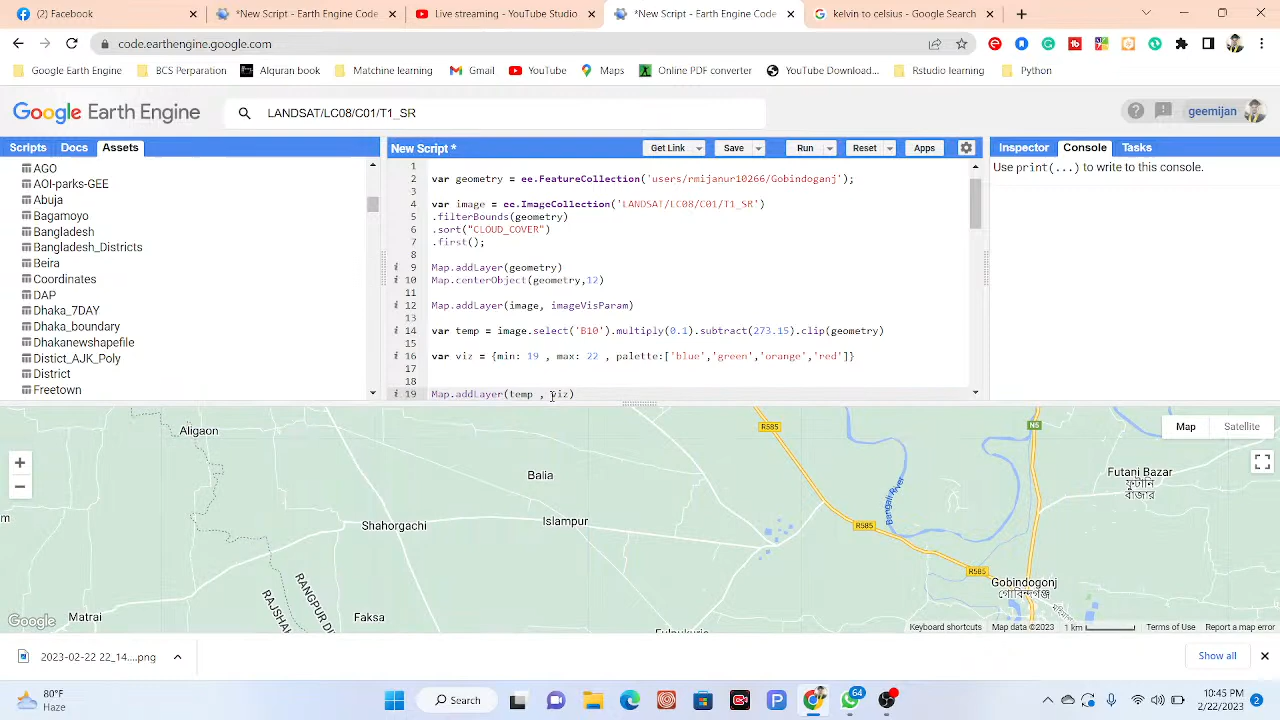 Facebook
*New Script - Earth Engine Code
Live streaming - YouTube Studio
*New Script - Earth Engine Code
kelvin to celsius - Google Search
code.earthengine.google.com
Google Earth Engine
BCS Perparation
Alquran Recit.
Matchine learning
Gmail
YouTube
Maps
Online PDF converter
YouTube Download...
Rstudio learning
Python
Google Earth Engine
LANDSAT/LC08/C01/T1_SR
geemijan
Scripts Docs Assets
New Script *
Get Link
Save
Run
Reset
Apps
Inspector Console Tasks
Use print(...) to write to this console.
AGO
AOI-parks-GEE
Abuja
Bagamoyo
Bangladesh
Bangladesh_Districts
Beira
Coordinates
DAP
Dhaka_7DAY
Dhaka_boundary
Dhakanewshapefile
Distict_AJK_Poly
District
Freetown
1
2 var geometry = ee.FeatureCollection('users/rmijanur10266/Gobindoganj');
3
4 var image = ee.ImageCollection('LANDSAT/LC08/C01/T1_SR')
5 .filterBounds(geometry)
6 .sort("CLOUD_COVER")
7 .first();
8
i 9 Map.addLayer(geometry)
i 10 Map.centerObject(geometry,12)
11
i 12 Map.addLayer(image, imageVisParam)
13
i 14 var temp = image.select('B10').multiply(0.1).subtract(273.15).clip(geometry)
15
i 16 var viz = {min: 19 , max: 22 , palette:['blue','green','orange','red']}
17
18
i 19 Map.addLayer(temp , viz)
Map Satellite
Aligaon
R585
N5
Balia
Futani Bazar
ফুটানি
বাজার
Bangali River
Shahorgachi
Islampur
R585
R585
Gobindogonj
গোবিন্দগঞ্জ
Matrai
Faksa
Google
Keyboard shortcuts
Map data ©2023
1 km
Terms of Use
Report a map error
2023-02-22 22_14....png
Show all
80°F
Haze
Search
64
10:45 PM
2/22/2023
2